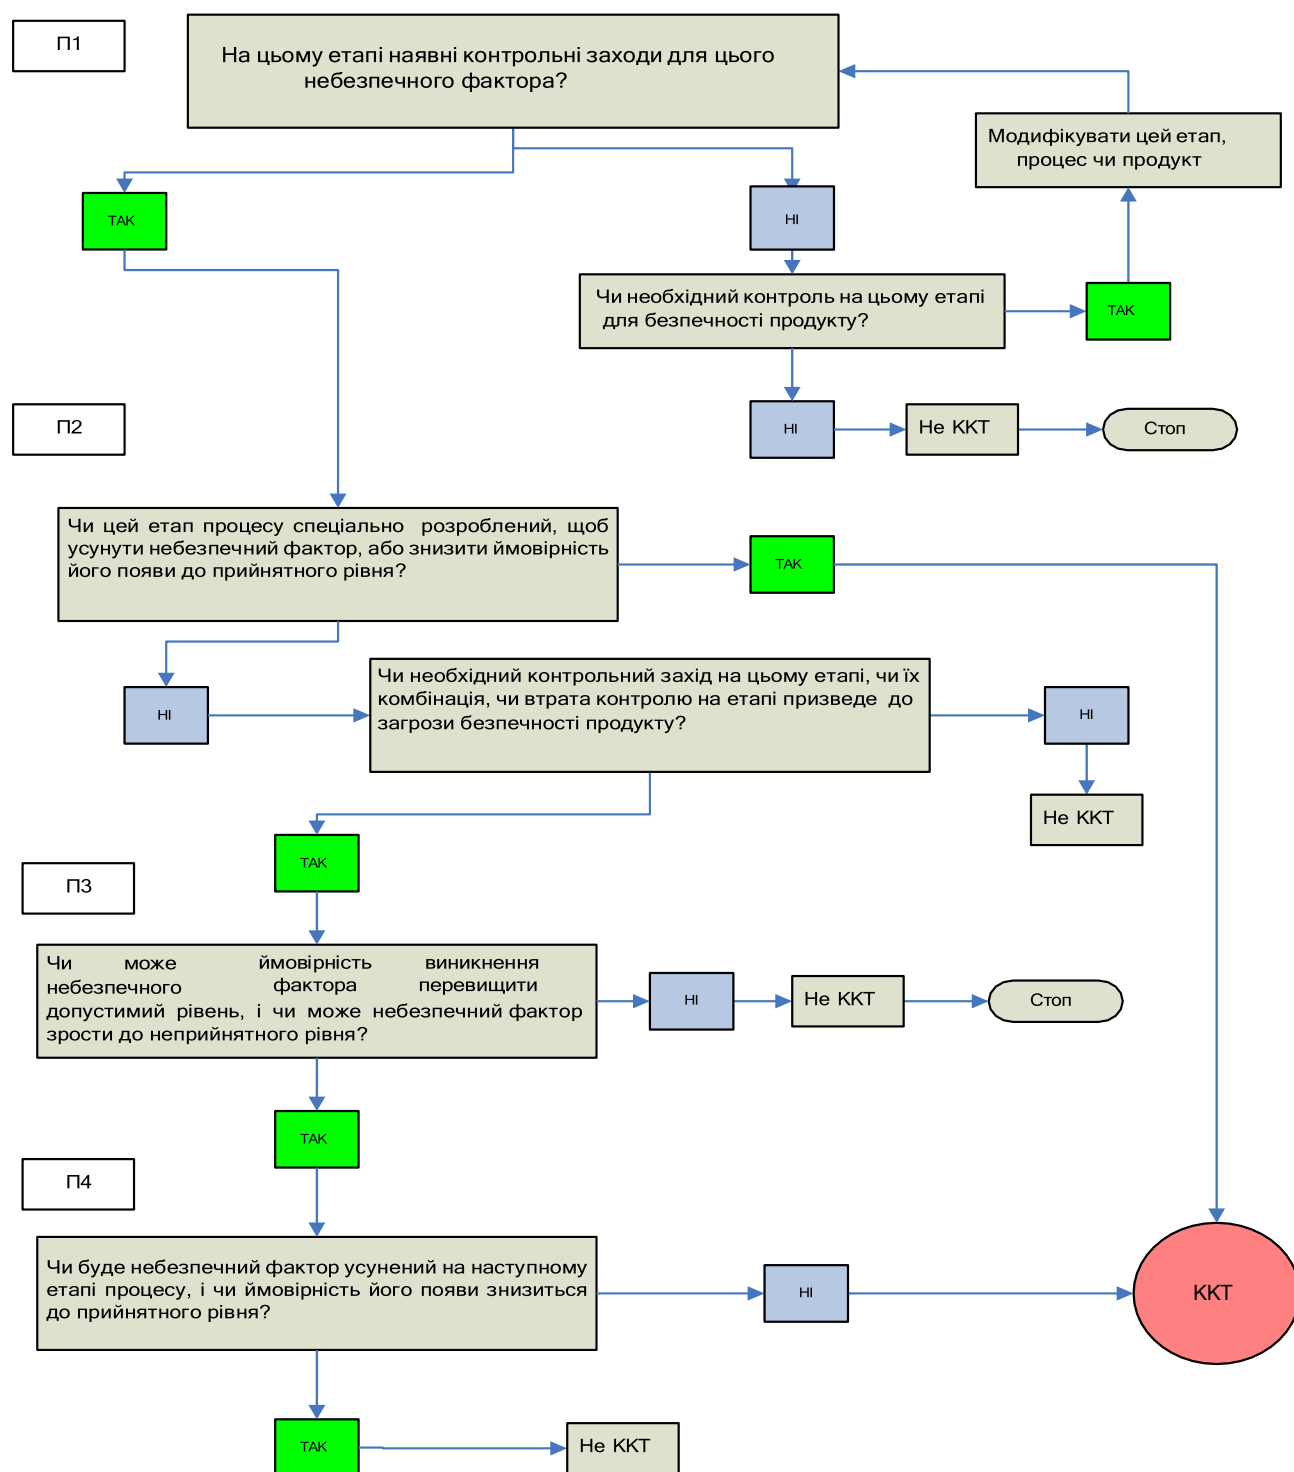 П1
На цьому етапі наявні контрольні заходи для цього
небезпечного фактора?
Модифікувати цей етап,
процес чи продукт
ТАК
НІ
Чи необхідний контроль на цьому етапі
для безпечності продукту?
ТАК
П2
НІ
Не ККТ
Стоп
Чи цей етап процесу спеціально розроблений, щоб
усунути небезпечний фактор, або знизити ймовірність
його появи до прийнятного рівня?
ТАК
НІ
Чи необхідний контрольний захід на цьому етапі, чи їх
комбінація, чи втрата контролю на етапі призведе до
загрози безпечності продукту?
НІ
Не ККТ
ТАК
П3
Чи може ймовірність виникнення
небезпечного фактора перевищити
допустимий рівень, і чи може небезпечний фактор
зрости до неприйнятного рівня?
НІ
Не ККТ
Стоп
ТАК
П4
Чи буде небезпечний фактор усунений на наступному
етапі процесу, і чи ймовірність його появи знизиться
до прийнятного рівня?
НІ
ККТ
ТАК
Не ККТ